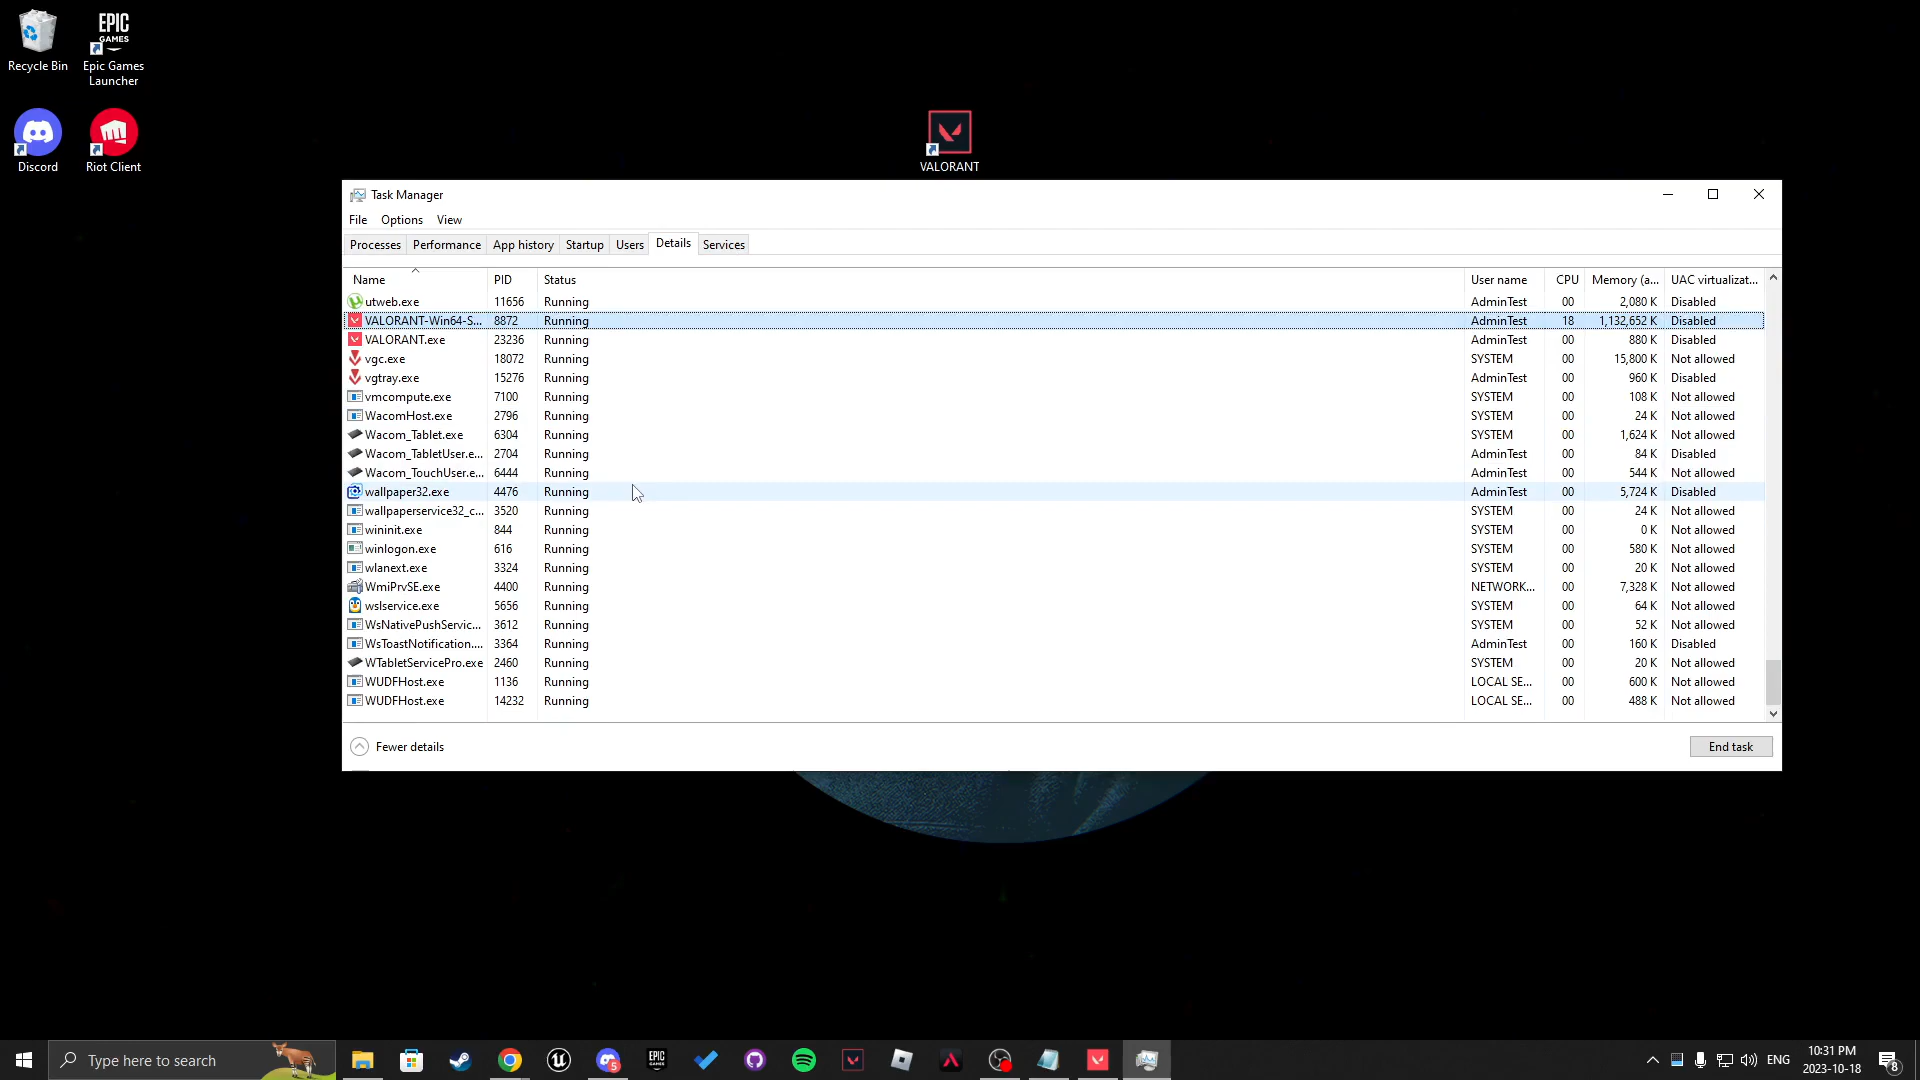 Recycle Bin
EPIC GAMES
Epic Games Launcher
Discord
Riot Client
VALORANT
Task Manager
File Options View
Processes Performance App history Startup Users Details Services
Name PID Status User name CPU Memory (a... UAC virtualizat...
utweb.exe 11656 Running AdminTest 00 2,080 K Disabled
VALORANT-Win64-S... 8872 Running AdminTest 18 1,132,652 K Disabled
VALORANT.exe 23236 Running AdminTest 00 880 K Disabled
vgc.exe 18072 Running SYSTEM 00 15,800 K Not allowed
vgtray.exe 15276 Running AdminTest 00 960 K Disabled
vmcompute.exe 7100 Running SYSTEM 00 108 K Not allowed
WacomHost.exe 2796 Running SYSTEM 00 24 K Not allowed
Wacom_Tablet.exe 6304 Running SYSTEM 00 1,624 K Not allowed
Wacom_TabletUser.e... 2704 Running AdminTest 00 84 K Disabled
Wacom_TouchUser.e... 6444 Running AdminTest 00 544 K Not allowed
wallpaper32.exe 4476 Running AdminTest 00 5,724 K Disabled
wallpaperservice32_c... 3520 Running SYSTEM 00 24 K Not allowed
wininit.exe 844 Running SYSTEM 00 0 K Not allowed
winlogon.exe 616 Running SYSTEM 00 580 K Not allowed
wlanext.exe 3324 Running SYSTEM 00 20 K Not allowed
WmiPrvSE.exe 4400 Running NETWORK... 00 7,328 K Not allowed
wslservice.exe 5656 Running SYSTEM 00 64 K Not allowed
WsNativePushServic... 3612 Running SYSTEM 00 52 K Not allowed
WsToastNotification.... 3364 Running AdminTest 00 160 K Disabled
WTabletServicePro.exe 2460 Running SYSTEM 00 20 K Not allowed
WUDFHost.exe 1136 Running LOCAL SE... 00 600 K Not allowed
WUDFHost.exe 14232 Running LOCAL SE... 00 488 K Not allowed
Fewer details End task
Type here to search
5
EPIC
ENG
10:31 PM
2023-10-18
8